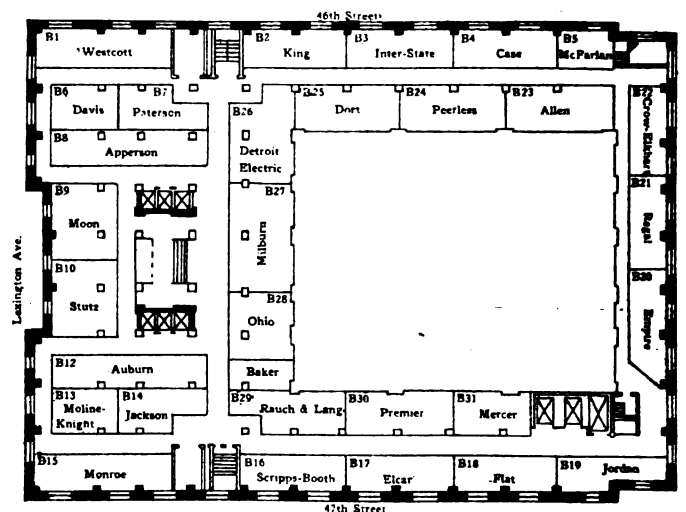 46th Street
B1 Westcott
B2 King
B3 Inter-State
B4 Case
B5 McFarlan
B6 Davis
B7 Paterson
B8 Apperson
B26 Detroit Electric
B25 Dort
B24 Peerless
B23 Allen
B22 Crow-Elkhart
B21 Regal
B20 Empire
Lexington Ave.
B9 Moon
B10 Stutz
B27 Milburn
B28 Ohio
Baker
B12 Auburn
B13 Moline-Knight
B14 Jackson
B29 Rauch & Lang
B30 Premier
B31 Mercer
B15 Monroe
B16 Scripps-Booth
B17 Elcar
B18 Fiat
B19 Jordan
47th Street